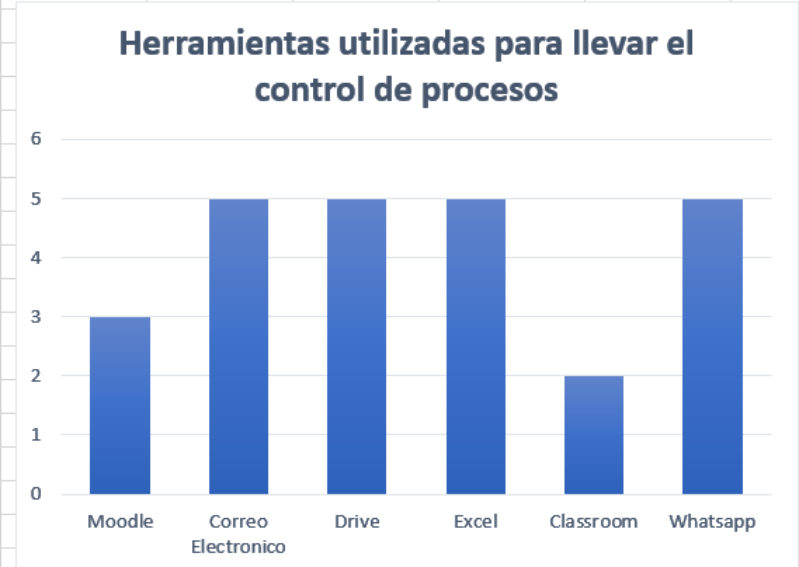 Herramientas utilizadas para llevar el
control de procesos
6
5
4
3
2
1
0
Moodle
Correo
Electronico
Drive
Excel
Classroom
Whatsapp